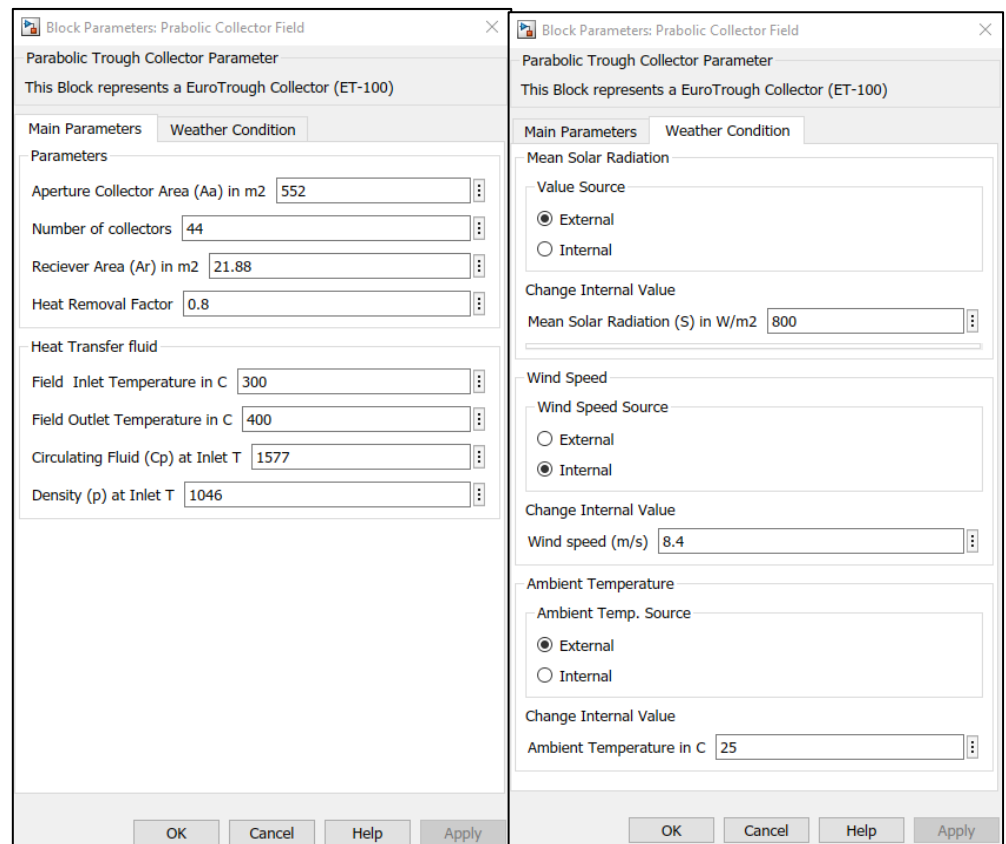 Block Parameters: Prabolic Collector Field
Parabolic Trough Collector Parameter
This Block represents a EuroTrough Collector (ET-100)
Main Parameters Weather Condition
Parameters
Aperture Collector Area (Aa) in m2 552
Number of collectors 44
Reciever Area (Ar) in m2 21.88
Heat Removal Factor 0.8
Heat Transfer fluid
Field Inlet Temperature in C 300
Field Outlet Temperature in C 400
Circulating Fluid (Cp) at Inlet T 1577
Density (p) at Inlet T 1046
OK Cancel Help Apply
Block Parameters: Prabolic Collector Field
Parabolic Trough Collector Parameter
This Block represents a EuroTrough Collector (ET-100)
Main Parameters Weather Condition
Mean Solar Radiation
Value Source
External
Internal
Change Internal Value
Mean Solar Radiation (S) in W/m2 800
Wind Speed
Wind Speed Source
External
Internal
Change Internal Value
Wind speed (m/s) 8.4
Ambient Temperature
Ambient Temp. Source
External
Internal
Change Internal Value
Ambient Temperature in C 25
OK Cancel Help Apply